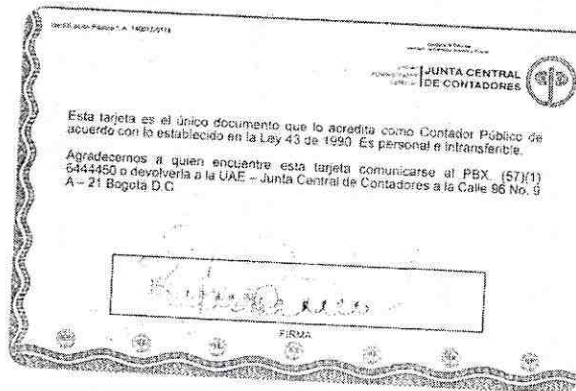 JUNTA CENTRAL
DE CONTADORES
Esta tarjeta es el único documento que lo acredita como Contador Público de
acuerdo con lo establecido en la Ley 43 de 1990. Es personal e intransferible.
Agradecemos a quien encuentre esta tarjeta comunicarse al PBX. (57)(1)
6444450 o devolverla a la UAE – Junta Central de Contadores a la Calle 96 No. 9
A – 21 Bogotá D.C
FIRMA